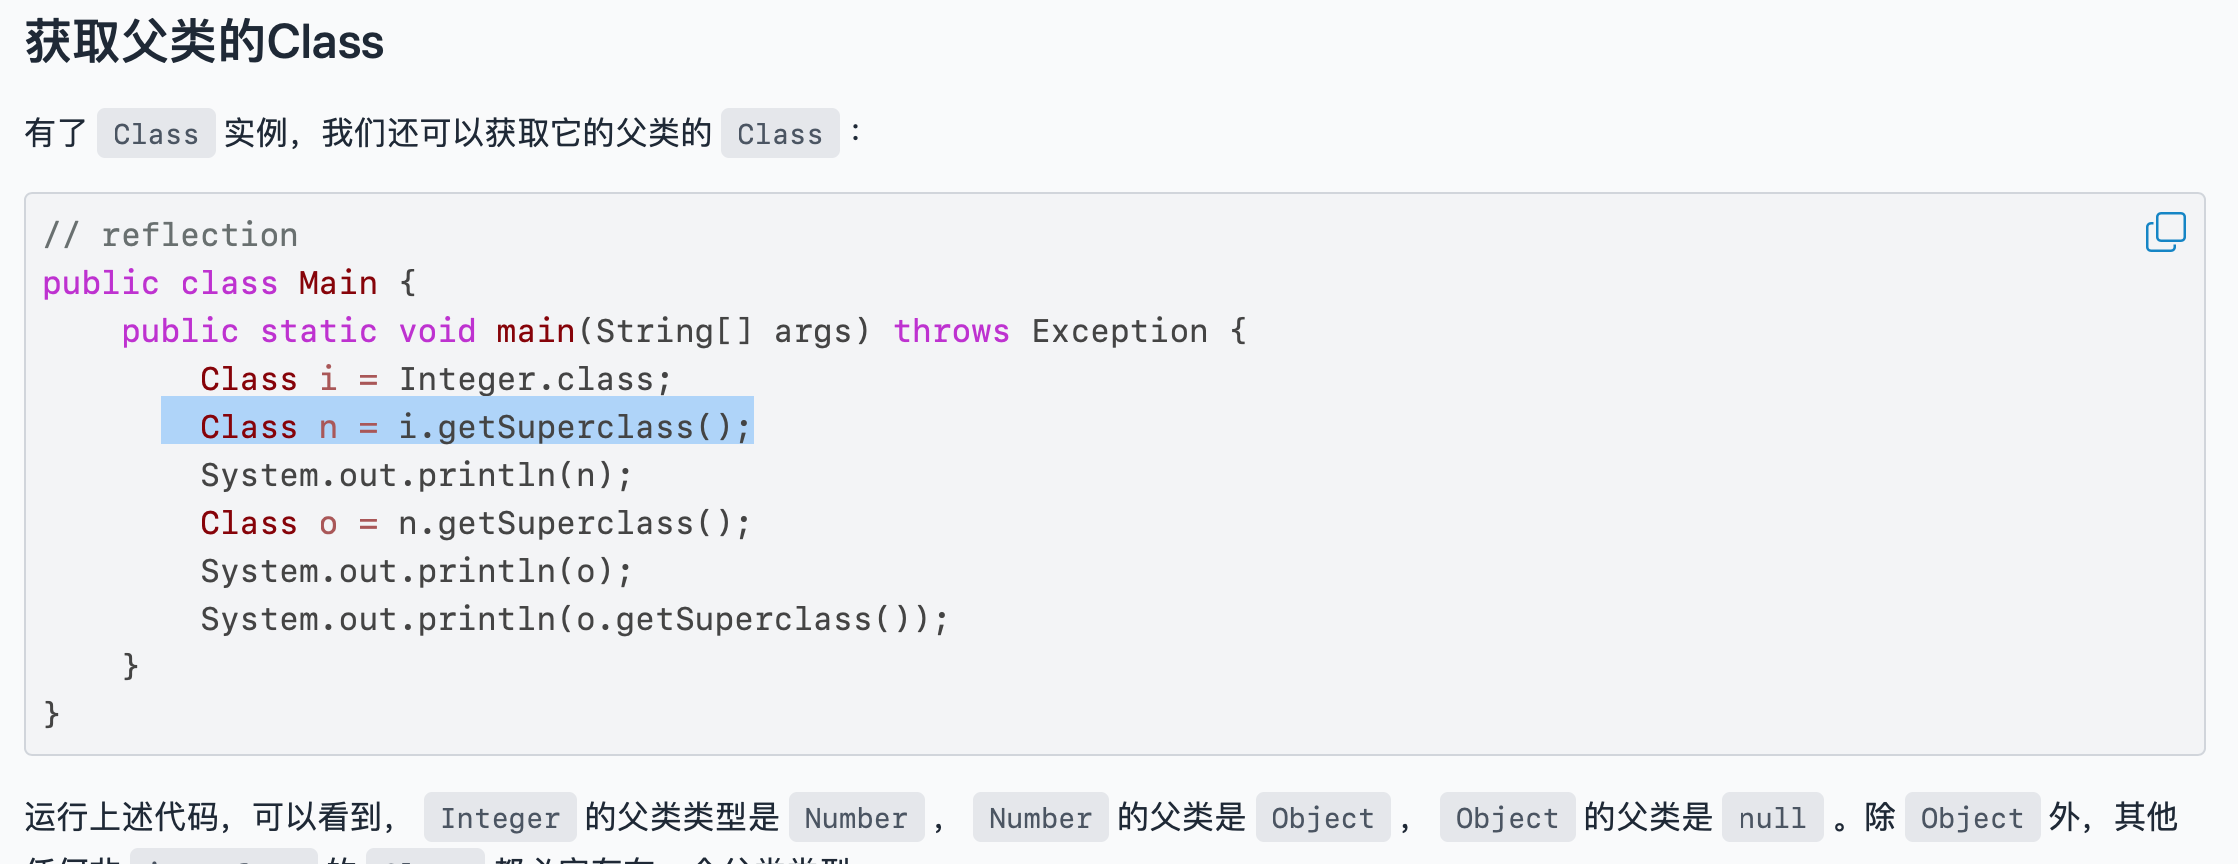 获取父类的Class
有了 Class 实例，我们还可以获取它的父类的 Class ：
// reflection
public class Main {
    public static void main(String[] args) throws Exception {
        Class i = Integer.class;
        Class n = i.getSuperclass();
        System.out.println(n);
        Class o = n.getSuperclass();
        System.out.println(o);
        System.out.println(o.getSuperclass());
    }
}
运行上述代码，可以看到， Integer 的父类类型是 Number ， Number 的父类是 Object ， Object 的父类是 null 。除 Object 外，其他